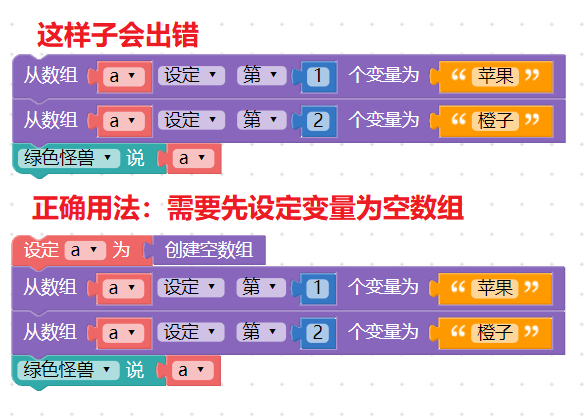 这样子会出错
从数组 a 设定 第 1 个变量为 “ 苹果 ”
从数组 a 设定 第 2 个变量为 “ 橙子 ”
绿色怪兽 说 a
正确用法：需要先设定变量为空数组
设定 a 为 创建空数组
从数组 a 设定 第 1 个变量为 “ 苹果 ”
从数组 a 设定 第 2 个变量为 “ 橙子 ”
绿色怪兽 说 a